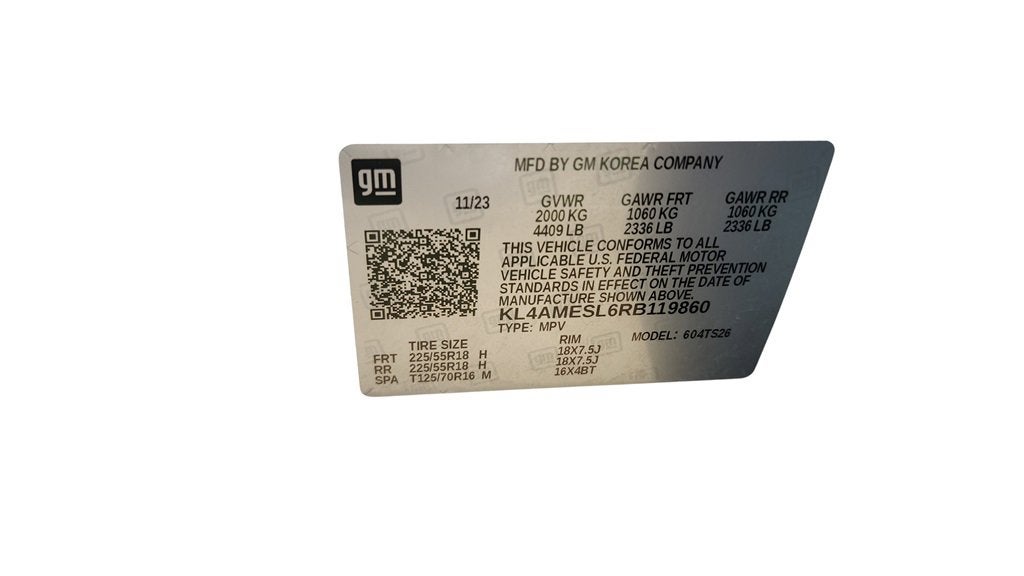 gm
MFD BY GM KOREA COMPANY
11/23 GVWR GAWR FRT GAWR RR
2000 KG 1060 KG 1060 KG
4409 LB 2336 LB 2336 LB
THIS VEHICLE CONFORMS TO ALL
APPLICABLE U.S. FEDERAL MOTOR
VEHICLE SAFETY AND THEFT PREVENTION
STANDARDS IN EFFECT ON THE DATE OF
MANUFACTURE SHOWN ABOVE.
KL4AMESL6RB119860
TYPE: MPV MODEL: 604TS26
TIRE SIZE RIM
FRT 225/55R18 H 18X7.5J
RR 225/55R18 H 18X7.5J
SPA T125/70R16 M 16X4BT